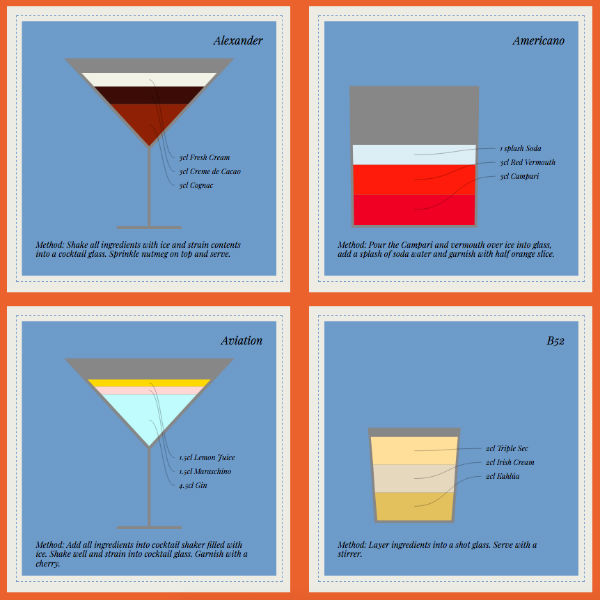 Alexander
3cl Fresh Cream
3cl Creme de Cacao
3cl Cognac
Method: Shake all ingredients with ice and strain contents
into a cocktail glass. Sprinkle nutmeg on top and serve.
Americano
1 splash Soda
3cl Red Vermouth
3cl Campari
Method: Pour the Campari and vermouth over ice into glass,
add a splash of soda water and garnish with half orange slice.
Aviation
1.5cl Lemon Juice
1.5cl Maraschino
4.5cl Gin
Method: Add all ingredients into cocktail shaker filled with
ice. Shake well and strain into cocktail glass. Garnish with a
cherry.
B52
2cl Triple Sec
2cl Irish Cream
2cl Kahlúa
Method: Layer ingredients into a shot glass. Serve with a
stirrer.